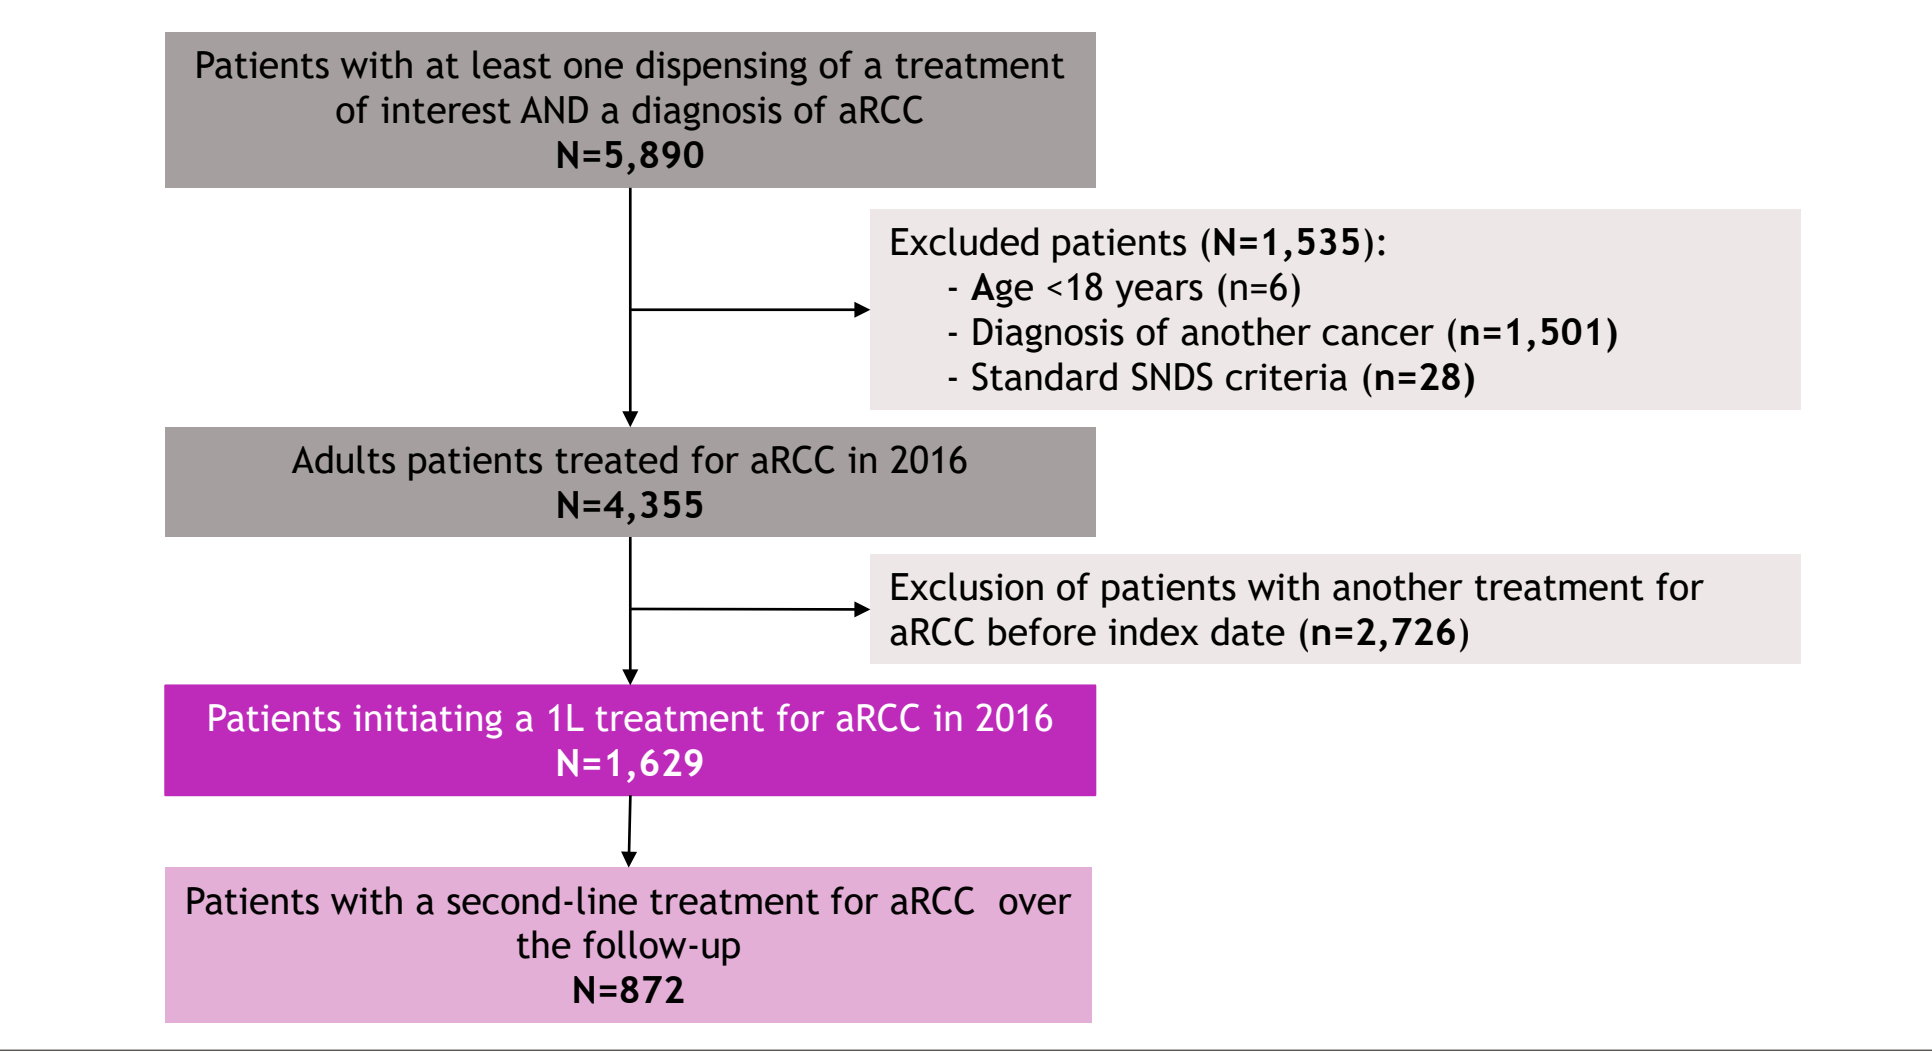 Patients with at least one dispensing of a treatment
of interest AND a diagnosis of aRCC
N=5,890
Excluded patients (N=1,535):
- Age <18 years (n=6)
- Diagnosis of another cancer (n=1,501)
- Standard SNDS criteria (n=28)
Adults patients treated for aRCC in 2016
N=4,355
Exclusion of patients with another treatment for
aRCC before index date (n=2,726)
Patients initiating a 1L treatment for aRCC in 2016
N=1,629
Patients with a second-line treatment for aRCC  over
the follow-up
N=872